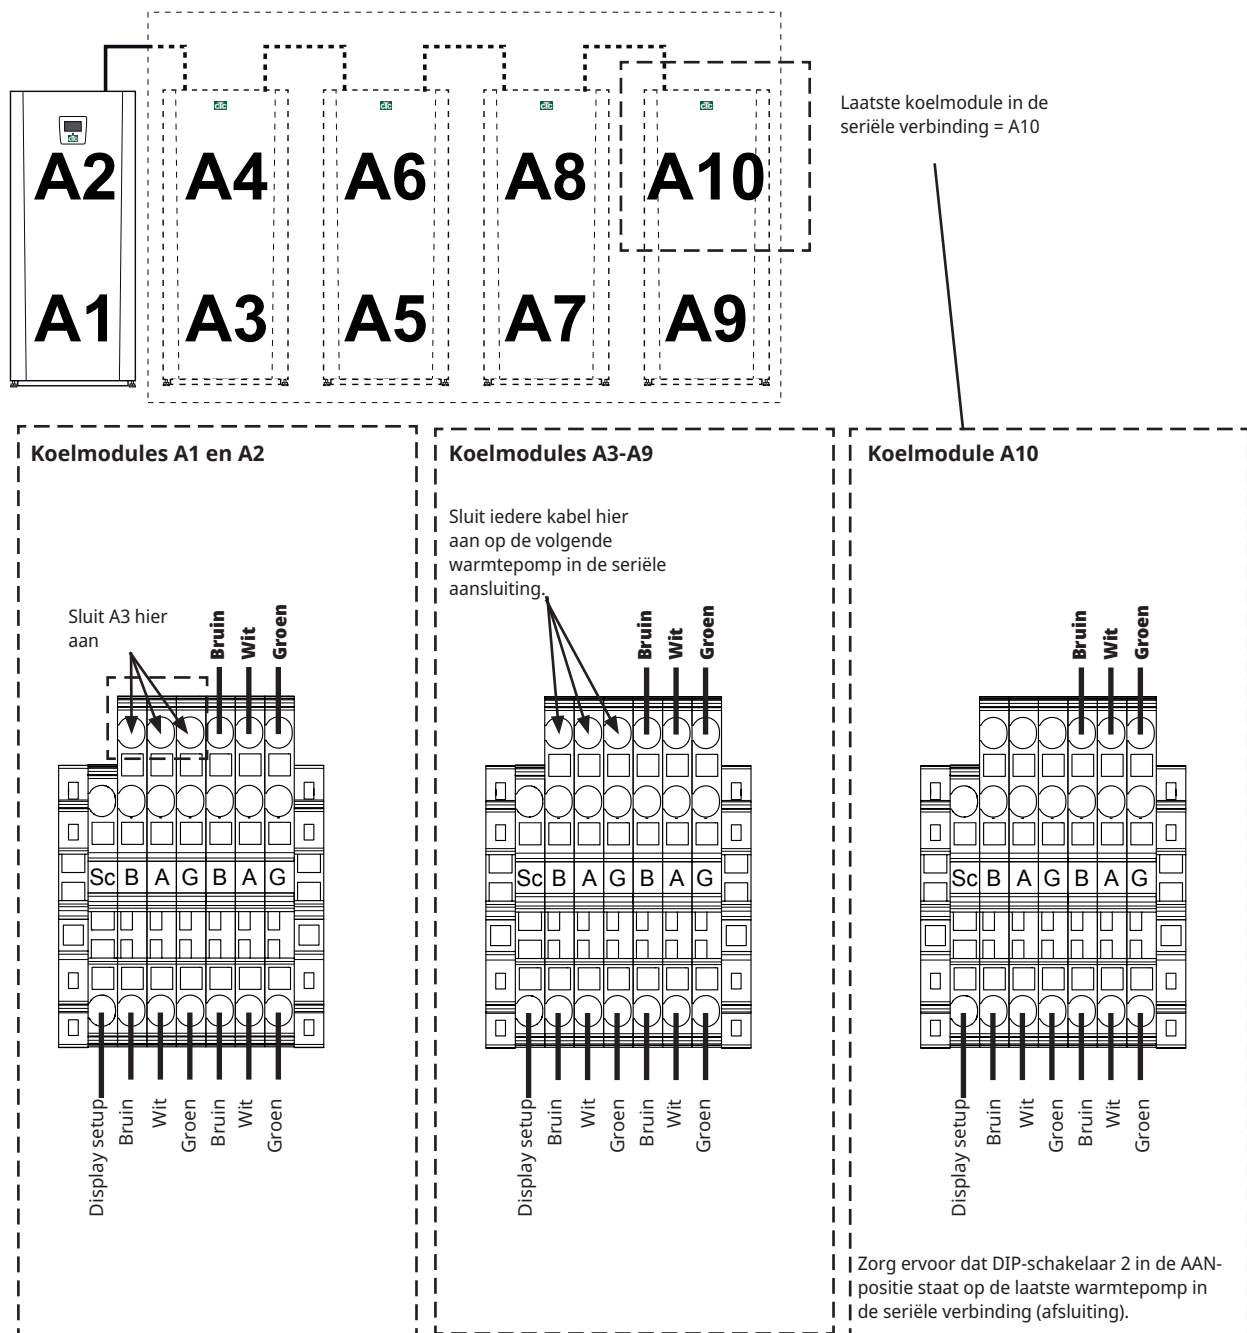 ctc
ctc
ctc
ctc
ctc
A2
A4
A6
A8
A10
A1
A3
A5
A7
A9
Laatste koelmodule in de
seriële verbinding = A10
Koelmodules A1 en A2
Sluit A3 hier
aan
Bruin
Wit
Groen
Sc B A G B A G
Display setup
Bruin
Wit
Groen
Bruin
Wit
Groen
Koelmodules A3-A9
Sluit iedere kabel hier
aan op de volgende
warmtepomp in de seriële
aansluiting.
Bruin
Wit
Groen
Sc B A G B A G
Display setup
Bruin
Wit
Groen
Bruin
Wit
Groen
Koelmodule A10
Bruin
Wit
Groen
Sc B A G B A G
Display setup
Bruin
Wit
Groen
Bruin
Wit
Groen
Zorg ervoor dat DIP-schakelaar 2 in de AAN-
positie staat op de laatste warmtepomp in
de seriële verbinding (afsluiting).